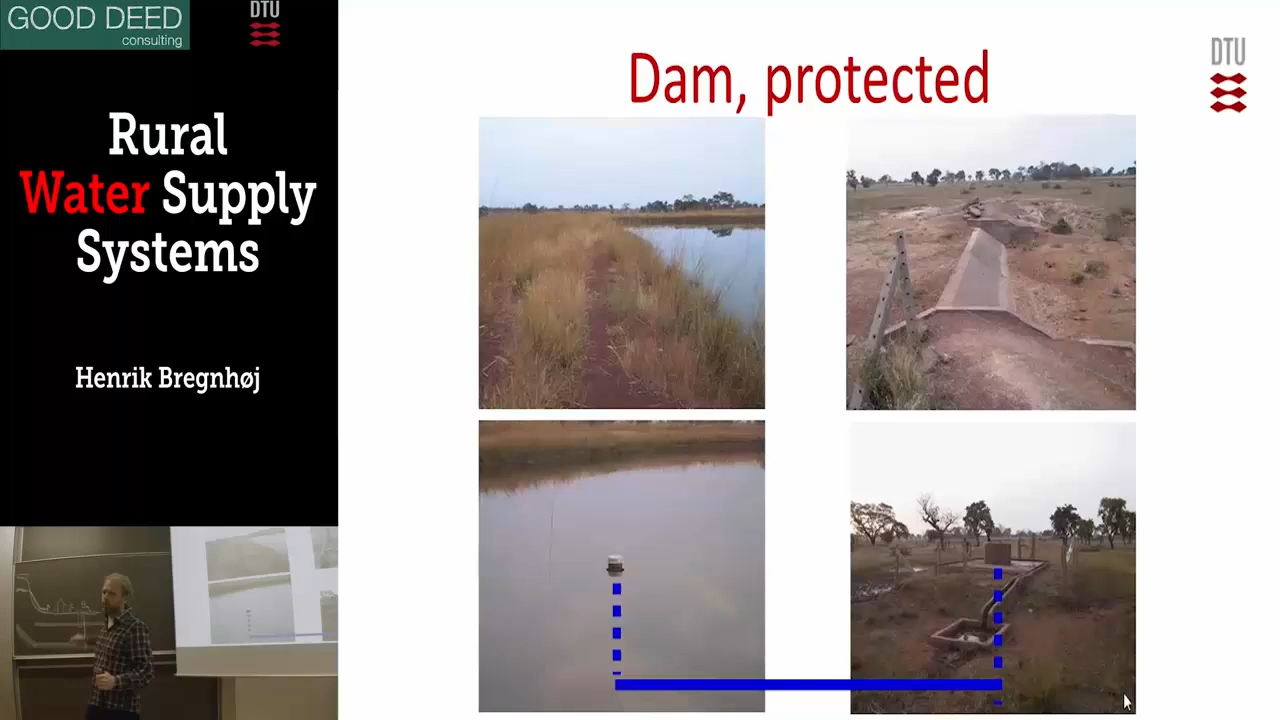 GOOD DEED
consulting
DTU
Rural
Water Supply
Systems
Henrik Bregnhøj
Dam, protected
DTU